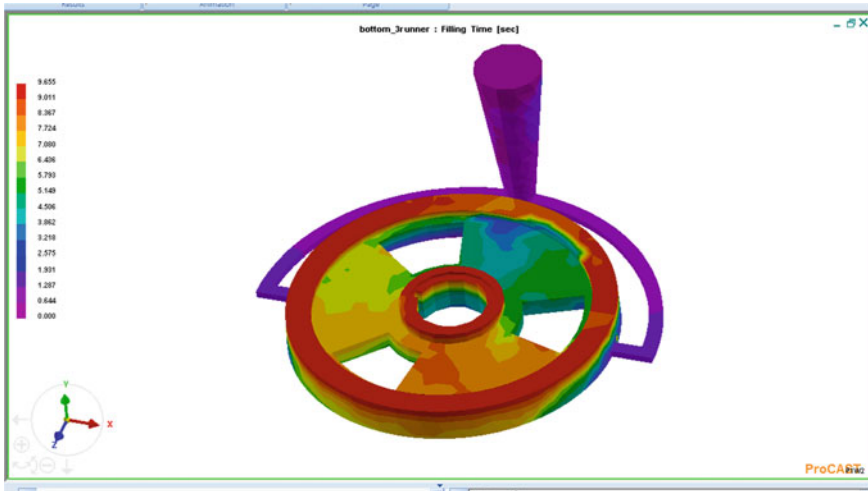 Results
Animation
Page
bottom_3runner : Filling Time [sec]
9.655
9.011
8.367
7.724
7.080
6.436
5.793
5.149
4.506
3.862
3.218
2.575
1.931
1.287
0.644
0.000
Y
X
Z
ProCAST